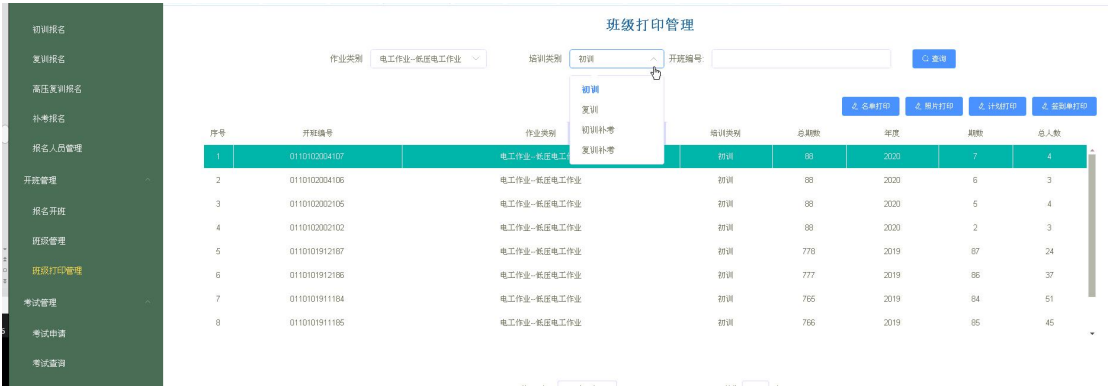 班级打印管理
初训报名
复训报名
高压复训报名
补考报名
报名人员管理
开班管理
报名开班
班级管理
班级打印管理
考试管理
考试申请
考试查询
作业类别 电工作业--低压电工作业 培训类别 初训 开班编号: 查询
初训
复训
初训补考
复训补考
名单打印 照片打印 计划打印 签到单打印
序号 开班编号 作业类别 培训类别 总期数 年度 期数 总人数
1 0110102004107 电工作业--低压电工作业 初训 88 2020 7 4
2 0110102004106 电工作业--低压电工作业 初训 88 2020 6 3
3 0110102002105 电工作业--低压电工作业 初训 88 2020 5 4
4 0110102002102 电工作业--低压电工作业 初训 88 2020 2 3
5 0110101912187 电工作业--低压电工作业 初训 778 2019 87 24
6 0110101912186 电工作业--低压电工作业 初训 777 2019 86 37
7 0110101911184 电工作业--低压电工作业 初训 765 2019 84 51
8 0110101911185 电工作业--低压电工作业 初训 766 2019 85 45